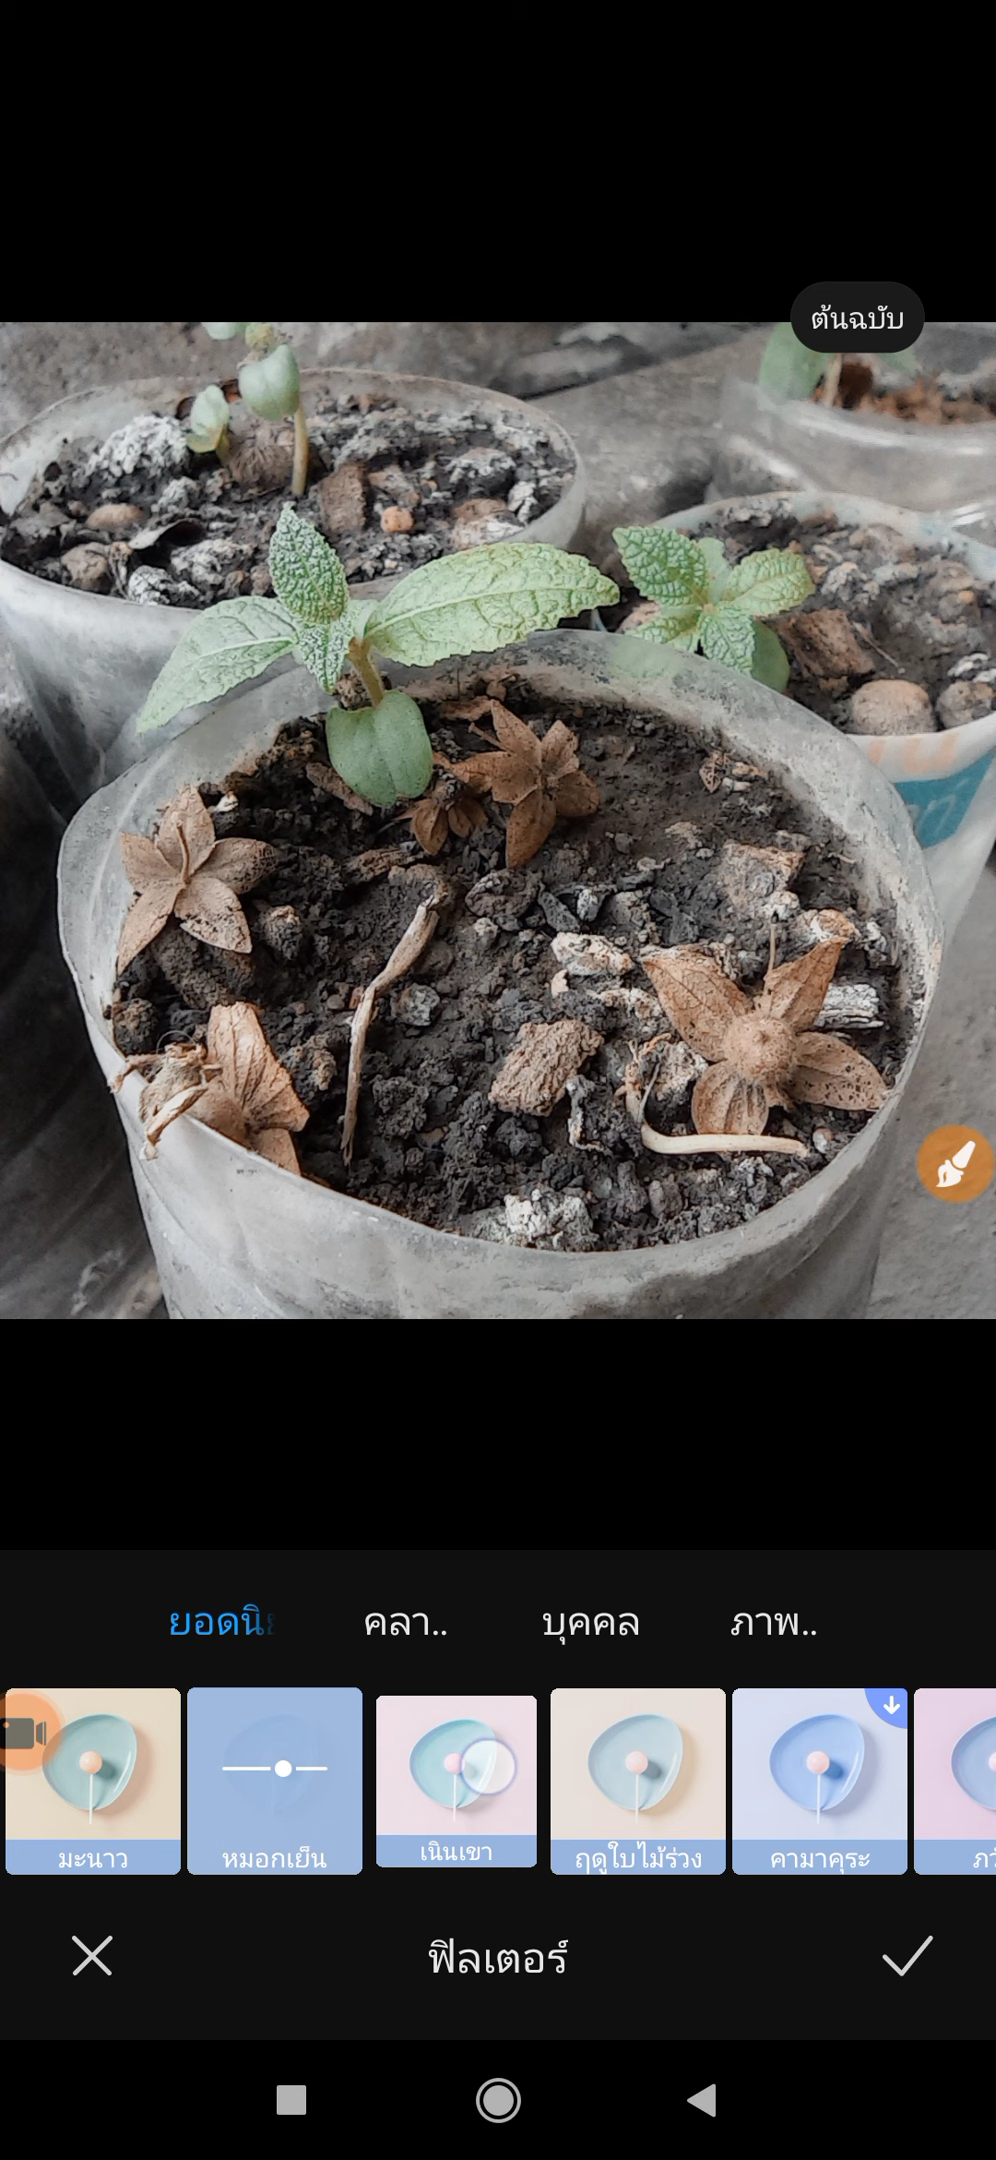 ต้นฉบับ
คลา..
บุคคล
ภาพ..
มะนาว
หมอกเย็น
เนินเขา
ฤดูใบไม้ร่วง
คามาคุระ
ฟิลเตอร์